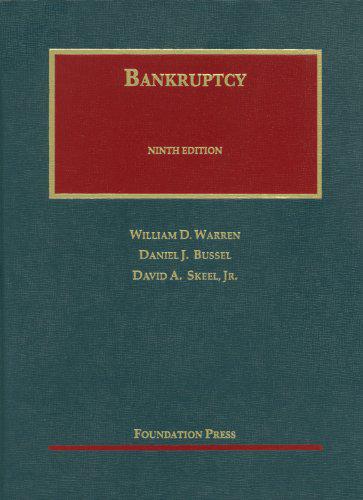 BANKRUPTCY
NINTH EDITION
WILLIAM D. WARREN
DANIEL J. BUSSEL
DAVID A. SKEEL, JR.
FOUNDATION PRESS